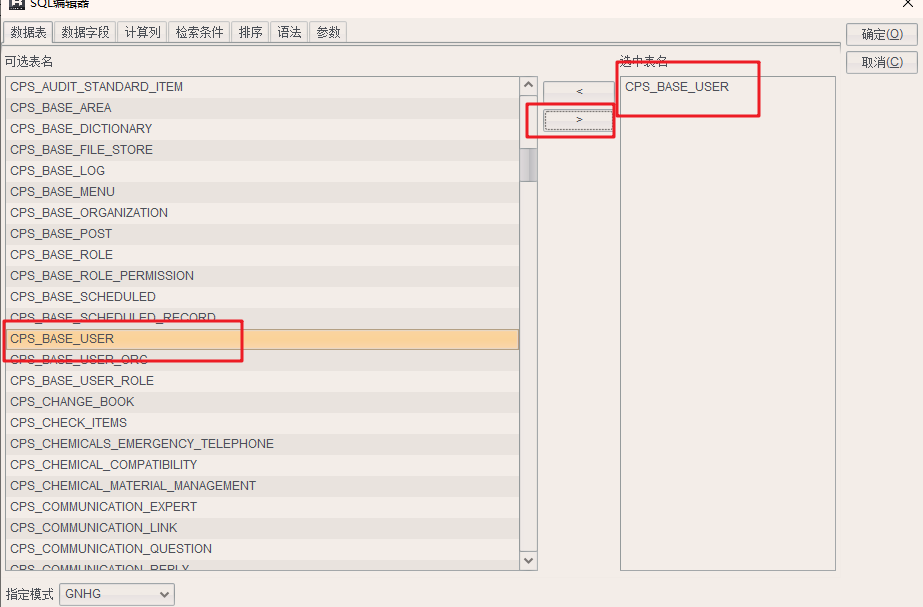 SQL编辑器
数据表 数据字段 计算列 检索条件 排序 语法 参数
确定(O)
取消(C)
可选表名
选中表名
CPS_AUDIT_STANDARD_ITEM
CPS_BASE_AREA
CPS_BASE_DICTIONARY
CPS_BASE_FILE_STORE
CPS_BASE_LOG
CPS_BASE_MENU
CPS_BASE_ORGANIZATION
CPS_BASE_POST
CPS_BASE_ROLE
CPS_BASE_ROLE_PERMISSION
CPS_BASE_SCHEDULED
CPS_BASE_SCHEDULED_RECORD
CPS_BASE_USER
CPS_BASE_USER_ORG
CPS_BASE_USER_ROLE
CPS_CHANGE_BOOK
CPS_CHECK_ITEMS
CPS_CHEMICALS_EMERGENCY_TELEPHONE
CPS_CHEMICAL_COMPATIBILITY
CPS_CHEMICAL_MATERIAL_MANAGEMENT
CPS_COMMUNICATION_EXPERT
CPS_COMMUNICATION_LINK
CPS_COMMUNICATION_QUESTION
CPS_COMMUNICATION_REPLY
<
>
CPS_BASE_USER
指定模式 GNHG